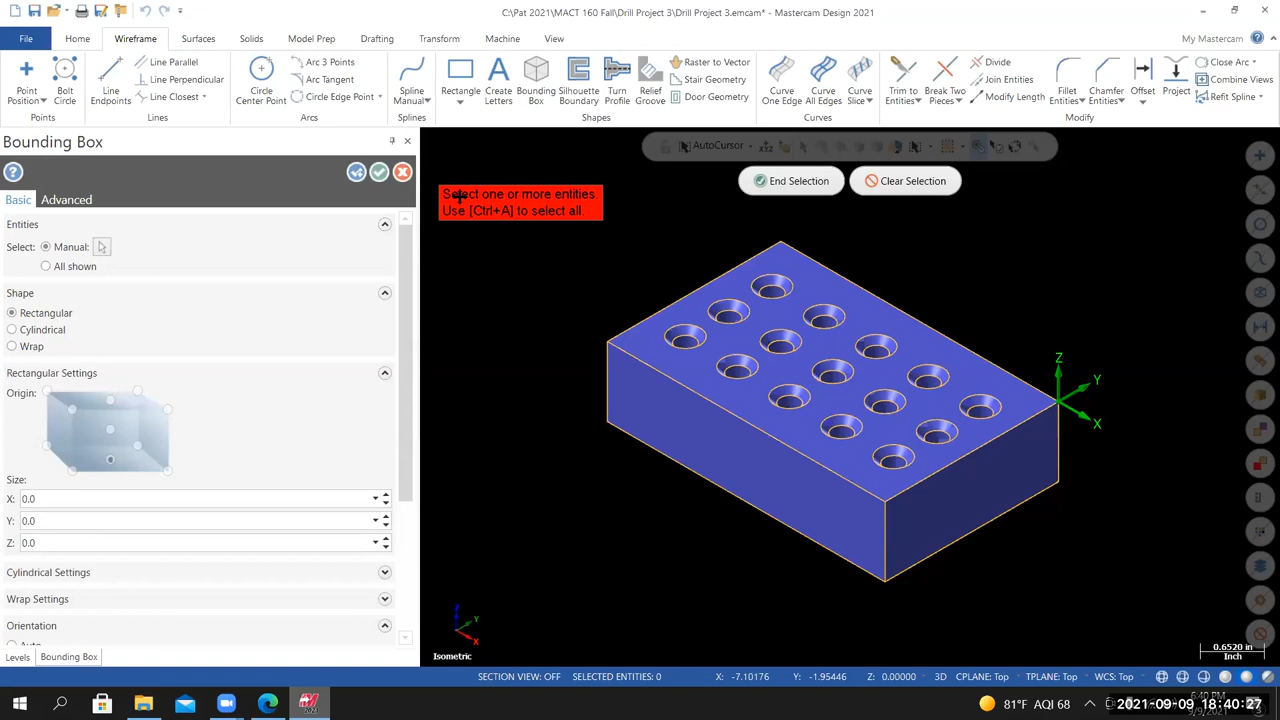 C:\Pat 2021\MACT 160 Fall\Drill Project 3\Drill Project 3.emcam* - Mastercam Design 2021
File Home Wireframe Surfaces Solids Model Prep Drafting Transform Machine View My Mastercam
Point Position Bolt Circle Line Endpoints Line Parallel Line Perpendicular Line Closest Circle Center Point Arc 3 Points Arc Tangent Circle Edge Point Spline Manual Rectangle Create Letters Bounding Box Silhouette Boundary Turn Profile Relief Groove Raster to Vector Stair Geometry Door Geometry Curve One Edge Curve All Edges Curve Slice Trim to Entities Break Two Pieces Divide Join Entities Modify Length Fillet Entities Chamfer Entities Offset Project Close Arc Combine Views Refit Spline
Points Lines Arcs Splines Shapes Curves Modify
Bounding Box
Basic Advanced
Entities
Select: Manual:
All shown
Shape
Rectangular
Cylindrical
Wrap
Rectangular Settings
Origin:
Size:
X: 0.0
Y: 0.0
Z: 0.0
Cylindrical Settings
Wrap Settings
Orientation
Levels Bounding Box
AutoCursor
End Selection Clear Selection
Select one or more entities.
Use [Ctrl+A] to select all.
Z
Y
X
Z
Y
X
Isometric
0.6520 in
Inch
SECTION VIEW: OFF SELECTED ENTITIES: 0 X: -7.10176 Y: -1.95446 Z: 0.00000 3D CPLANE: Top TPLANE: Top WCS: Top
81°F AQI 68
6:40 PM
9/9/2021
2021-09-09 18:40:27